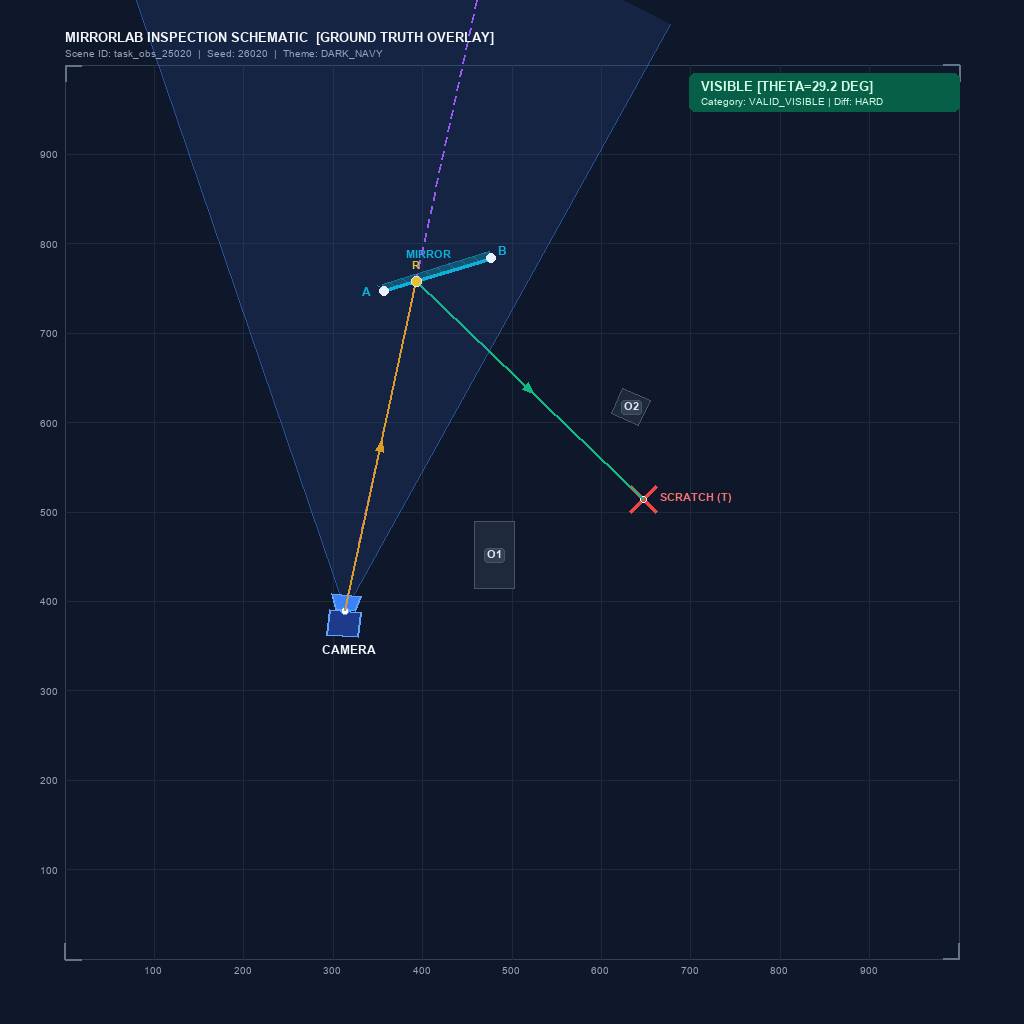 MIRRORLAB INSPECTION SCHEMATIC  [GROUND TRUTH OVERLAY]
Scene ID: task_obs_25020  |  Seed: 26020  |  Theme: DARK_NAVY
VISIBLE [THETA=29.2 DEG]
Category: VALID_VISIBLE | Diff: HARD
900
800
MIRROR
B
R
A
700
600
O2
500
SCRATCH (T)
O1
400
CAMERA
300
200
100
100 200 300 400 500 600 700 800 900